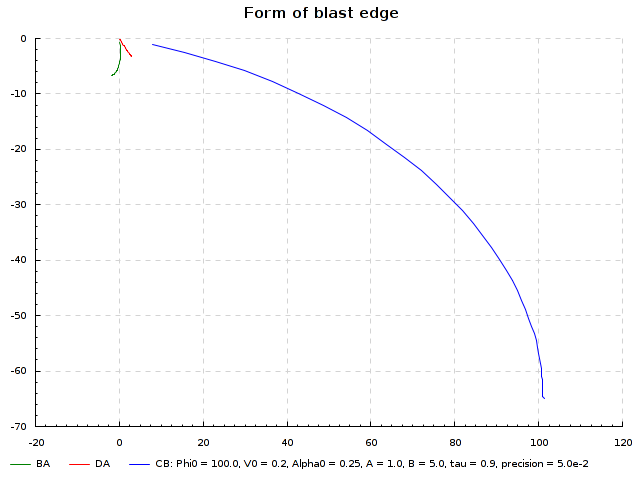 Form of blast edge
0
-10
-20
-30
-40
-50
-60
-70
-20 0 20 40 60 80 100 120
BA DA CB: Phi0 = 100.0, V0 = 0.2, Alpha0 = 0.25, A = 1.0, B = 5.0, tau = 0.9, precision = 5.0e-2